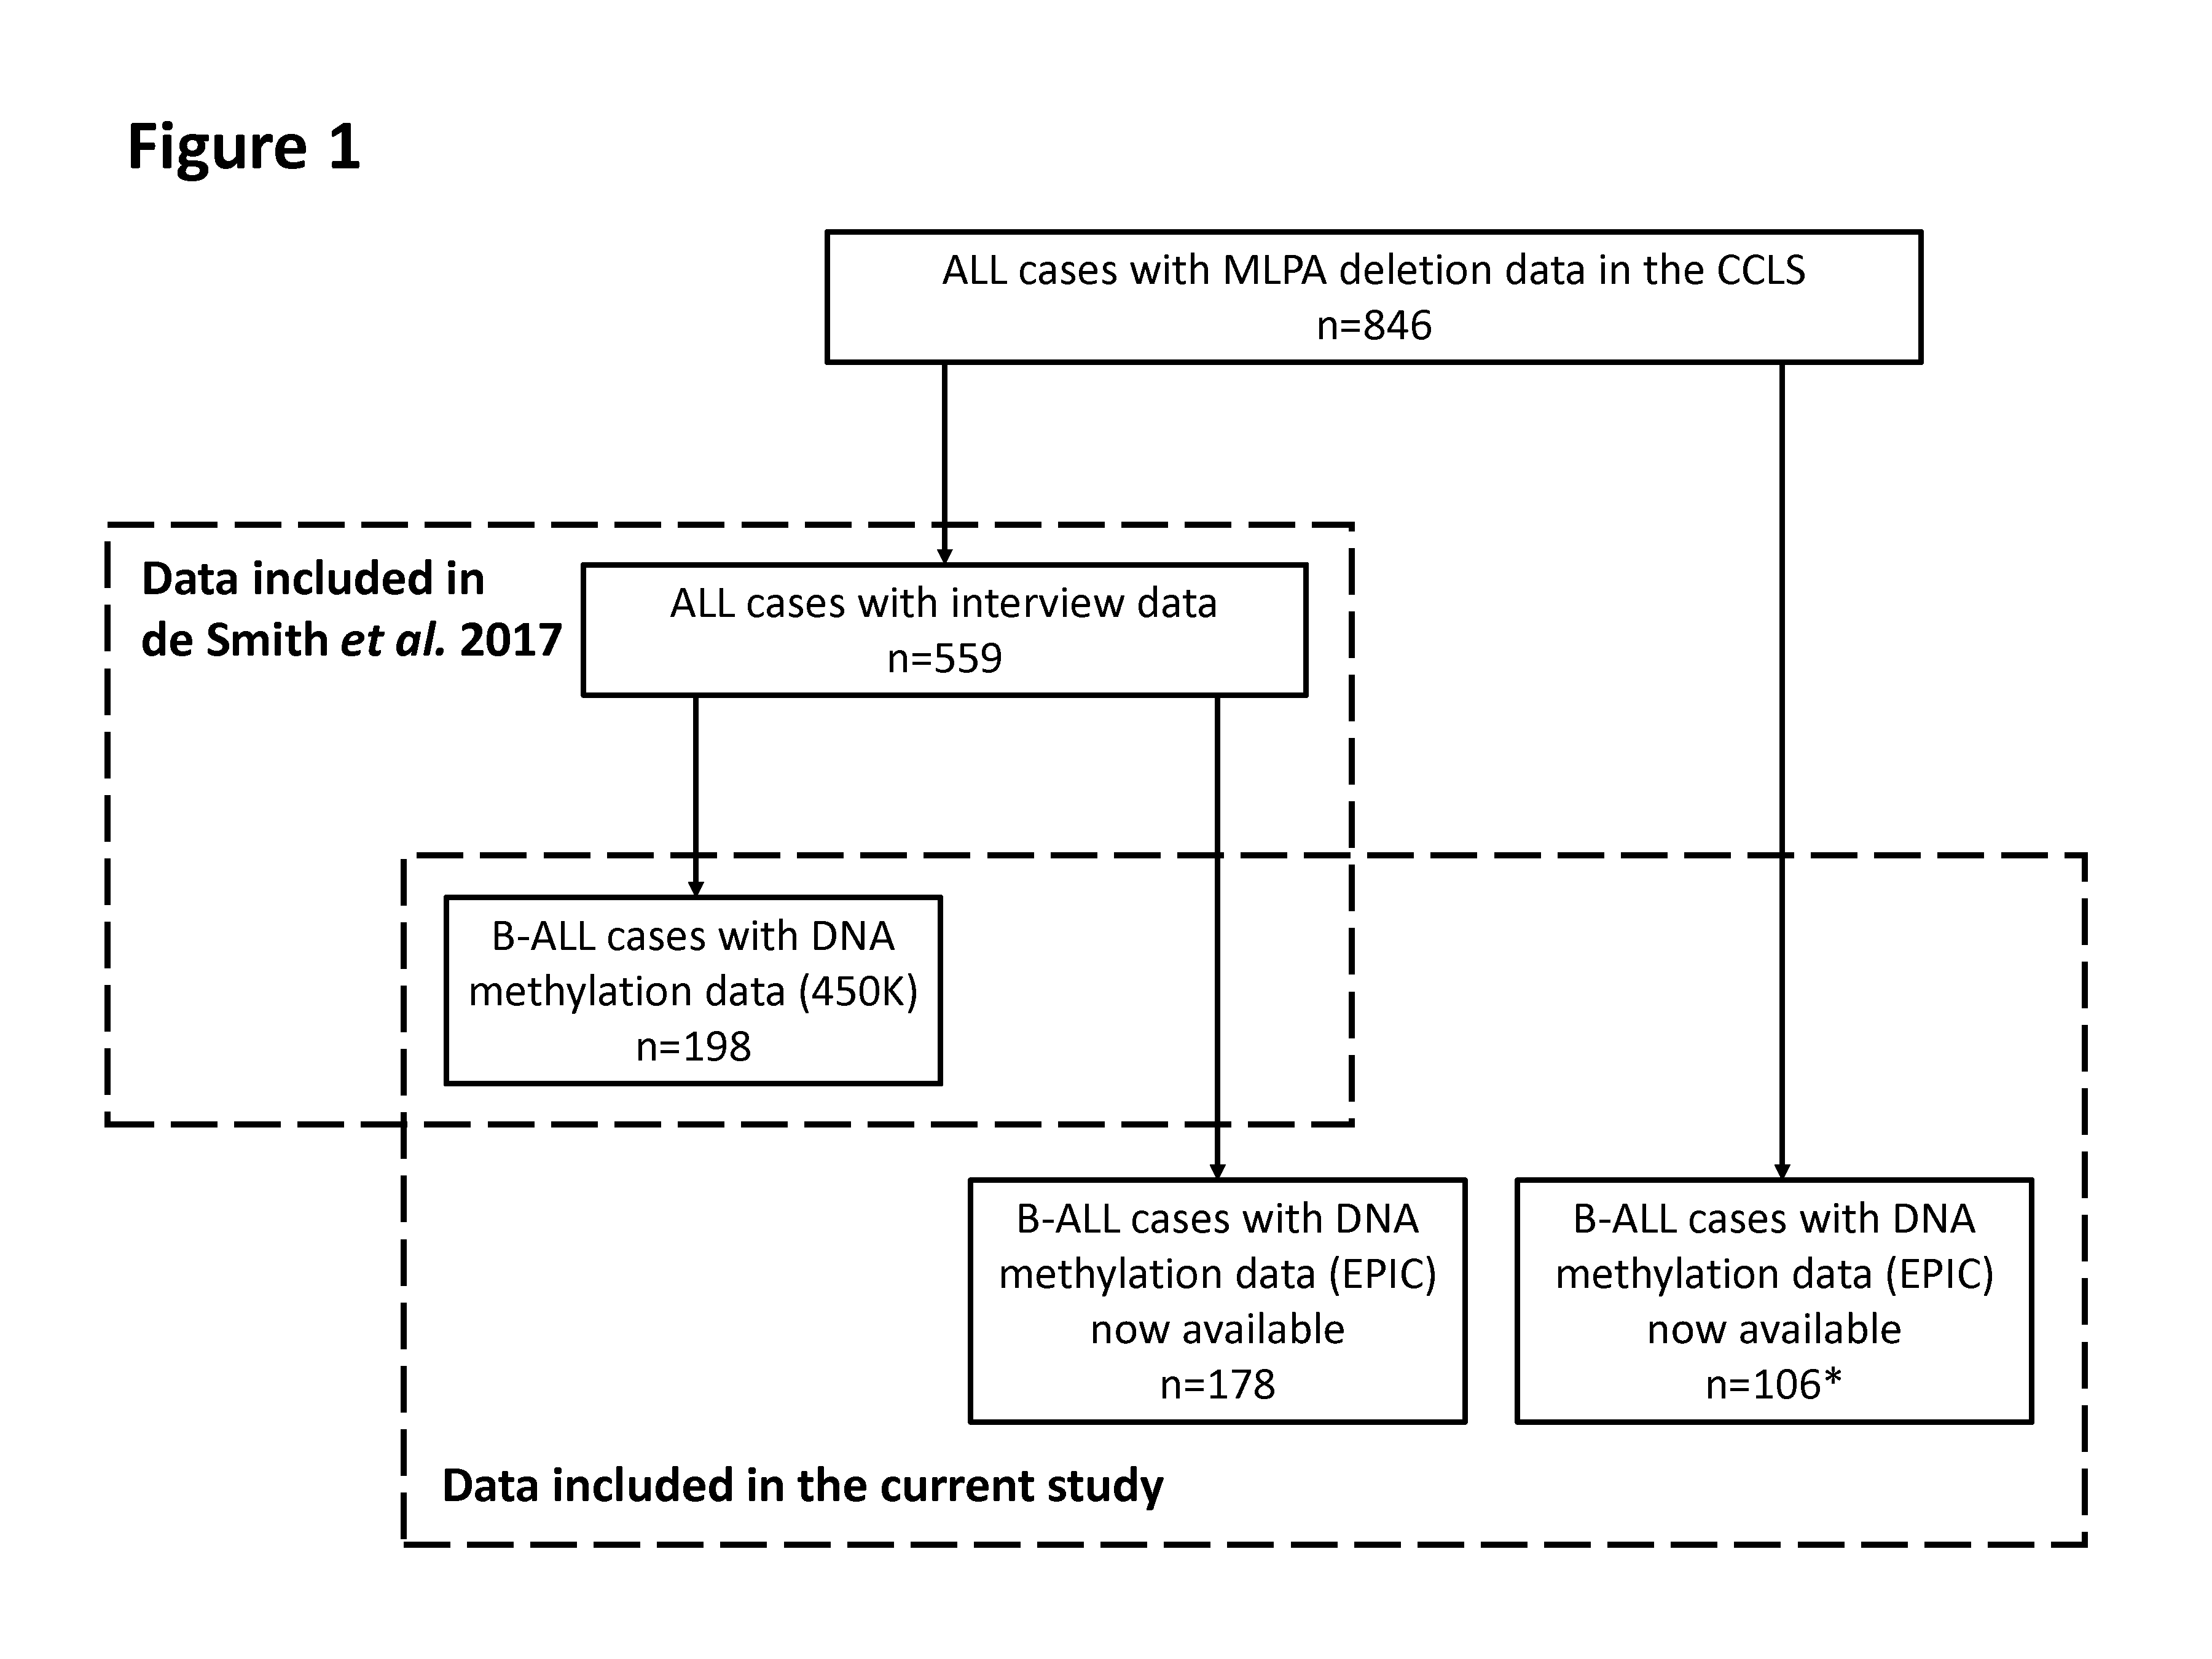 Figure 1
ALL cases with MLPA deletion data in the CCLS
n=846
Data included in
de Smith et al. 2017
ALL cases with interview data
n=559
B-ALL cases with DNA
methylation data (450K)
n=198
B-ALL cases with DNA
methylation data (EPIC)
now available
n=178
B-ALL cases with DNA
methylation data (EPIC)
now available
n=106*
Data included in the current study